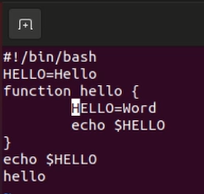 #!/bin/bash
HELLO=Hello
function hello {
        HELLO=Word
        echo $HELLO
}
echo $HELLO
hello